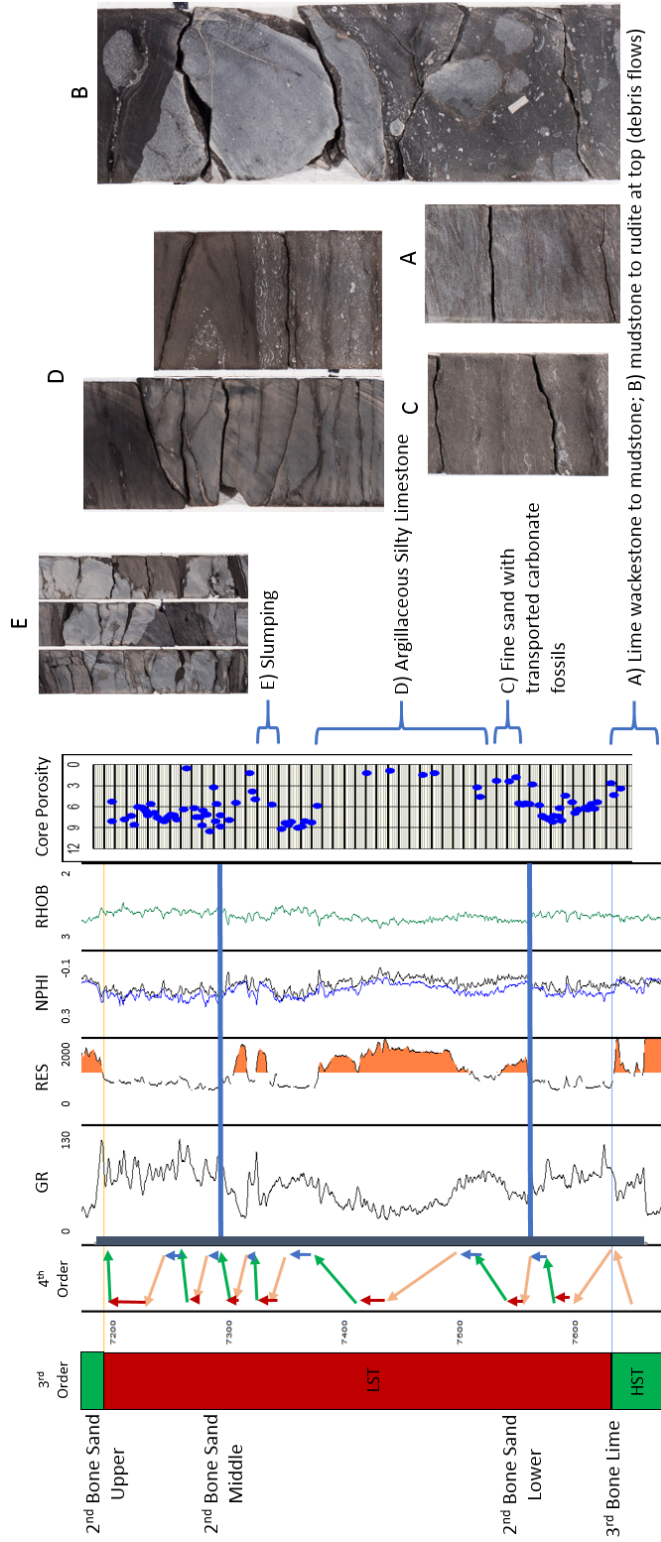 3rd
Order
4th
Order
GR
0 130
RES
0 2000
NPHI
0.3 -0.1
RHOB
3 2
Core Porosity
12 9 6 3 0
2nd Bone Sand
Upper
2nd Bone Sand
Middle
2nd Bone Sand
Lower
3rd Bone Lime
LST
HST
7200
7300
7400
7500
7600
E) Slumping
D) Argillaceous Silty Limestone
C) Fine sand with
transported carbonate
fossils
A) Lime wackestone to mudstone; B) mudstone to rudite at top (debris flows)
E
D
B
C
A